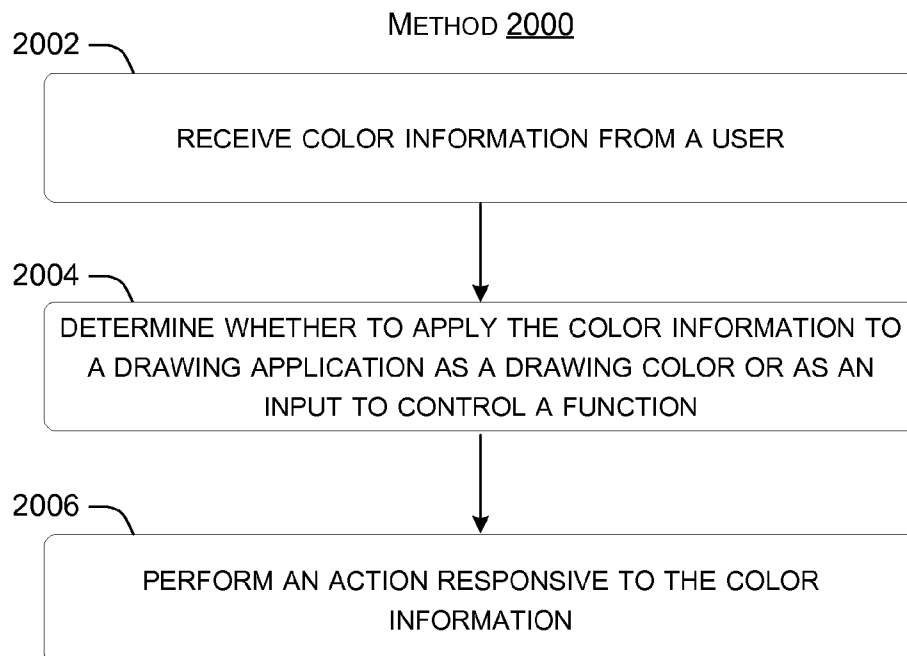 METHOD 2000
2002
RECEIVE COLOR INFORMATION FROM A USER
2004
DETERMINE WHETHER TO APPLY THE COLOR INFORMATION TO
A DRAWING APPLICATION AS A DRAWING COLOR OR AS AN
INPUT TO CONTROL A FUNCTION
2006
PERFORM AN ACTION RESPONSIVE TO THE COLOR
INFORMATION